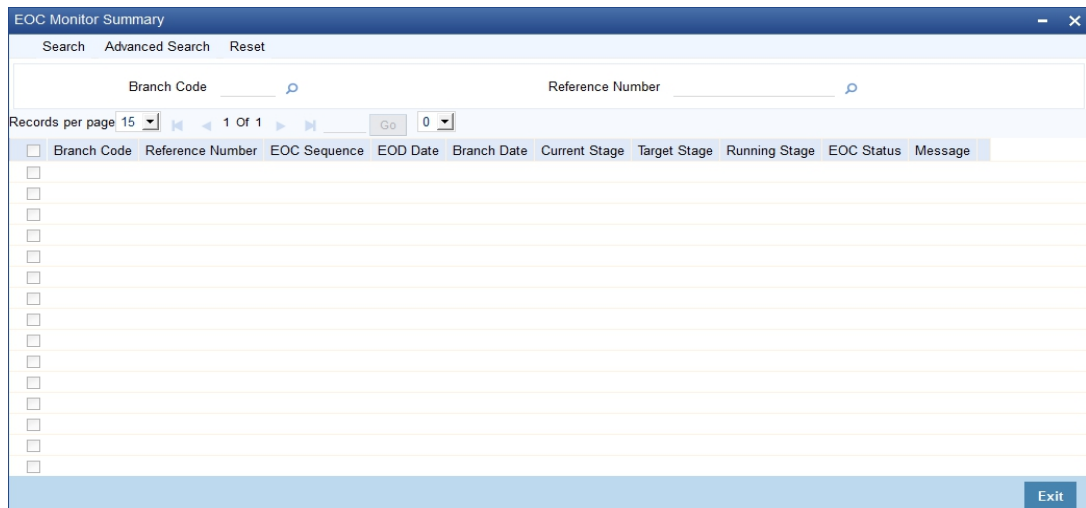 EOC Monitor Summary
Search Advanced Search Reset
Branch Code Reference Number
Records per page 15 1 Of 1 Go 0
Branch Code Reference Number EOC Sequence EOD Date Branch Date Current Stage Target Stage Running Stage EOC Status Message
Exit